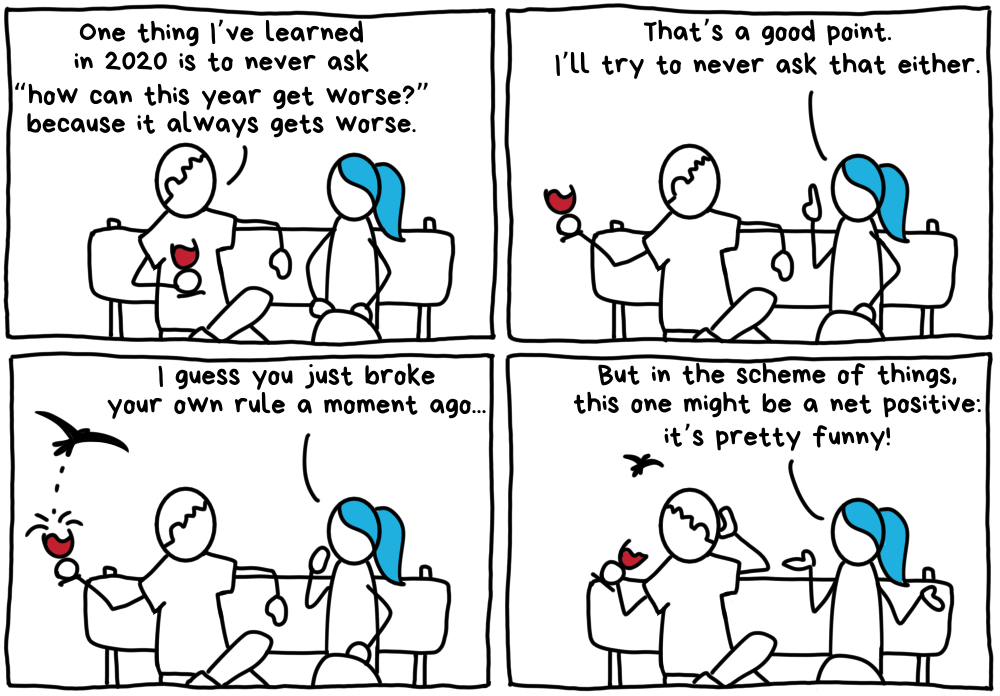 One thing I've learned
in 2020 is to never ask
“how can this year get worse?”
because it always gets worse.
That's a good point.
I'll try to never ask that either.
I guess you just broke
your own rule a moment ago...
But in the scheme of things,
this one might be a net positive:
it's pretty funny!